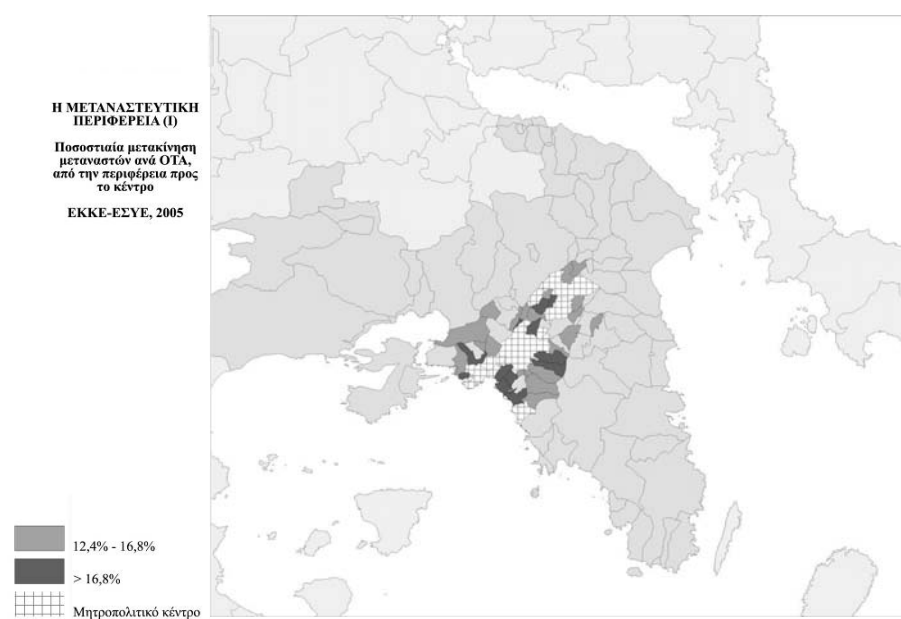 Η ΜΕΤΑΝΑΣΤΕΥΤΙΚΗ
ΠΕΡΙΦΕΡΕΙΑ (Ι)
Ποσοστιαία μετακίνηση
μεταναστών ανά ΟΤΑ,
από την περιφέρεια προς
το κέντρο
ΕΚΚΕ-ΕΣΥΕ, 2005
12,4% - 16,8%
> 16,8%
Μητροπολιτικό κέντρο